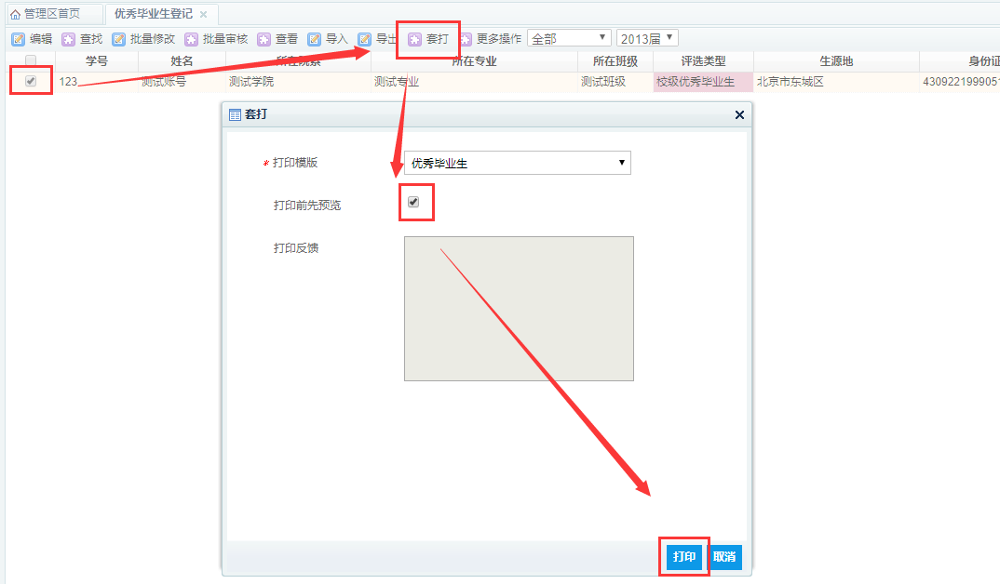 管理区首页 优秀毕业生登记
编辑 查找 批量修改 批量审核 查看 导入 导出 套打 更多操作 全部 2013届
学号 姓名 所在院系 所在专业 所在班级 评选类型 生源地 身份证
123 测试账号 测试学院 测试专业 测试班级 校级优秀毕业生 北京市东城区 4309221999051
套打
* 打印模版 优秀毕业生
打印前先预览
打印反馈
打印 取消